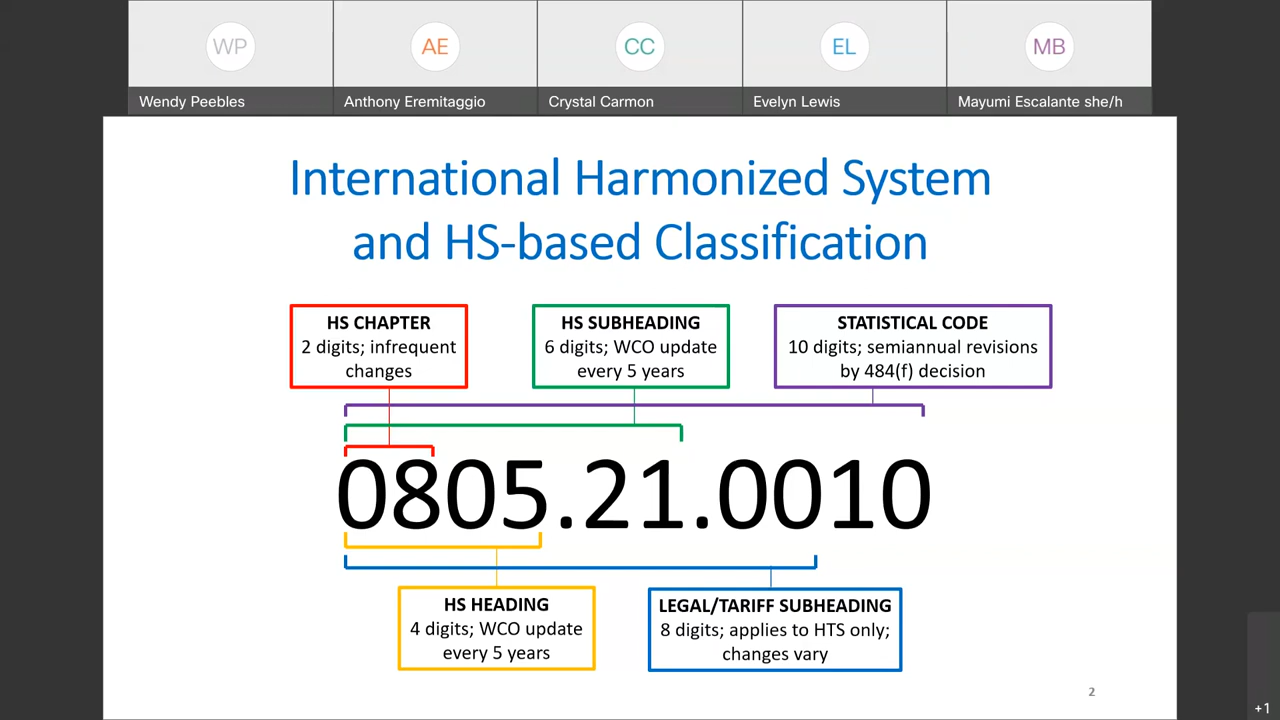 WP
AE
CC
EL
MB
Wendy Peebles
Anthony Eremitaggio
Crystal Carmon
Evelyn Lewis
Mayumi Escalante she/h
International Harmonized System
and HS-based Classification
HS CHAPTER
2 digits; infrequent
changes
HS SUBHEADING
6 digits; WCO update
every 5 years
STATISTICAL CODE
10 digits; semiannual revisions
by 484(f) decision
0805.21.0010
HS HEADING
4 digits; WCO update
every 5 years
LEGAL/TARIFF SUBHEADING
8 digits; applies to HTS only;
changes vary
2
+1